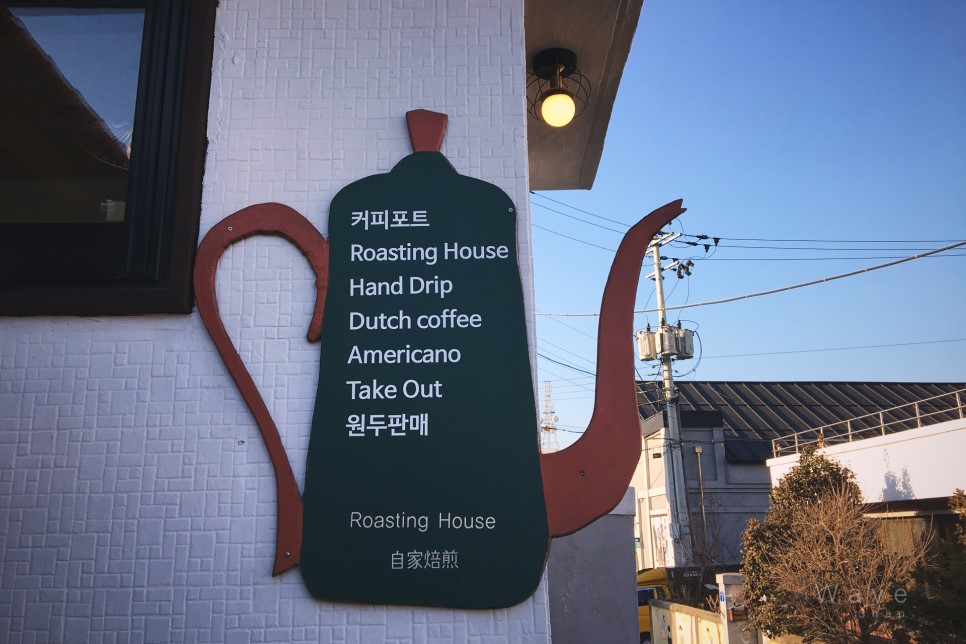 커피포트
Roasting House
Hand Drip
Dutch coffee
Americano
Take Out
원두판매
Roasting House
自家焙煎
Wave